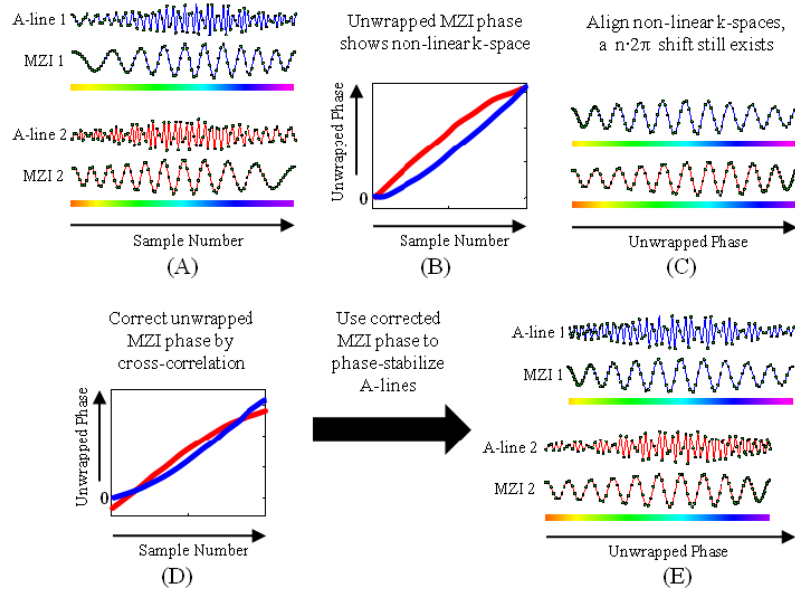 A-line 1
MZI 1
A-line 2
MZI 2
Sample Number
(A)
Unwrapped MZI phase
shows non-linear k-space
Unwrapped Phase
0
Sample Number
(B)
Align non-linear k-spaces,
a n·2π shift still exists
Unwrapped Phase
(C)
Correct unwrapped
MZI phase by
cross-correlation
Unwrapped Phase
0
Sample Number
(D)
Use corrected
MZI phase to
phase-stabilize
A-lines
A-line 1
MZI 1
A-line 2
MZI 2
Unwrapped Phase
(E)